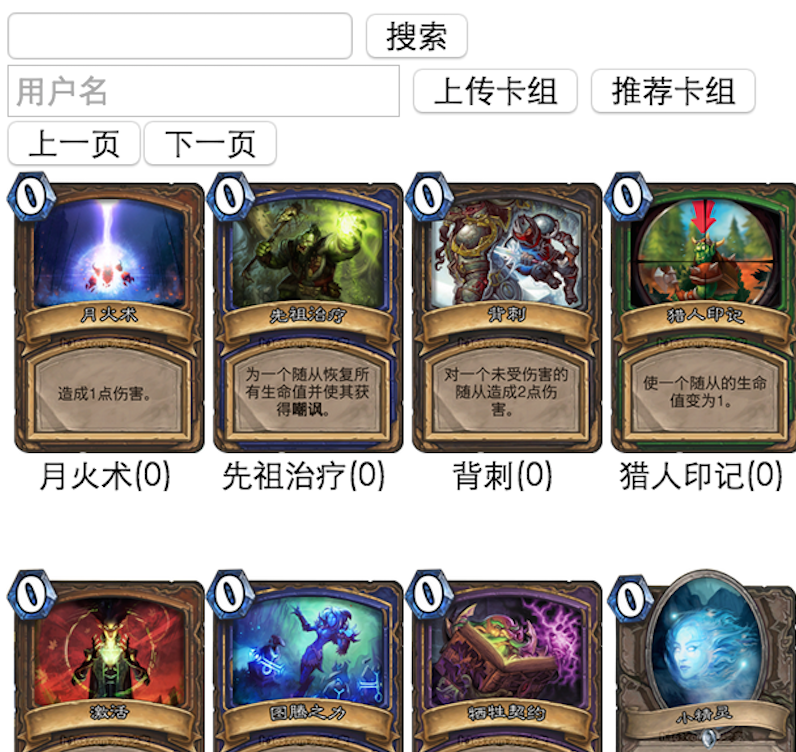 搜索
用户名 上传卡组 推荐卡组
上一页 下一页
0 0 0 0
月火术 先祖治疗 背刺 猎人印记
造成1点伤害。
为一个随从恢复所
有生命值并使其获
得嘲讽。
对一个未受伤害的
随从造成2点伤
害。
使一个随从的生命
值变为1。
月火术(0) 先祖治疗(0) 背刺(0) 猎人印记(0)
0 0 0 0
激活 图腾之力 牺牲契约 小精灵